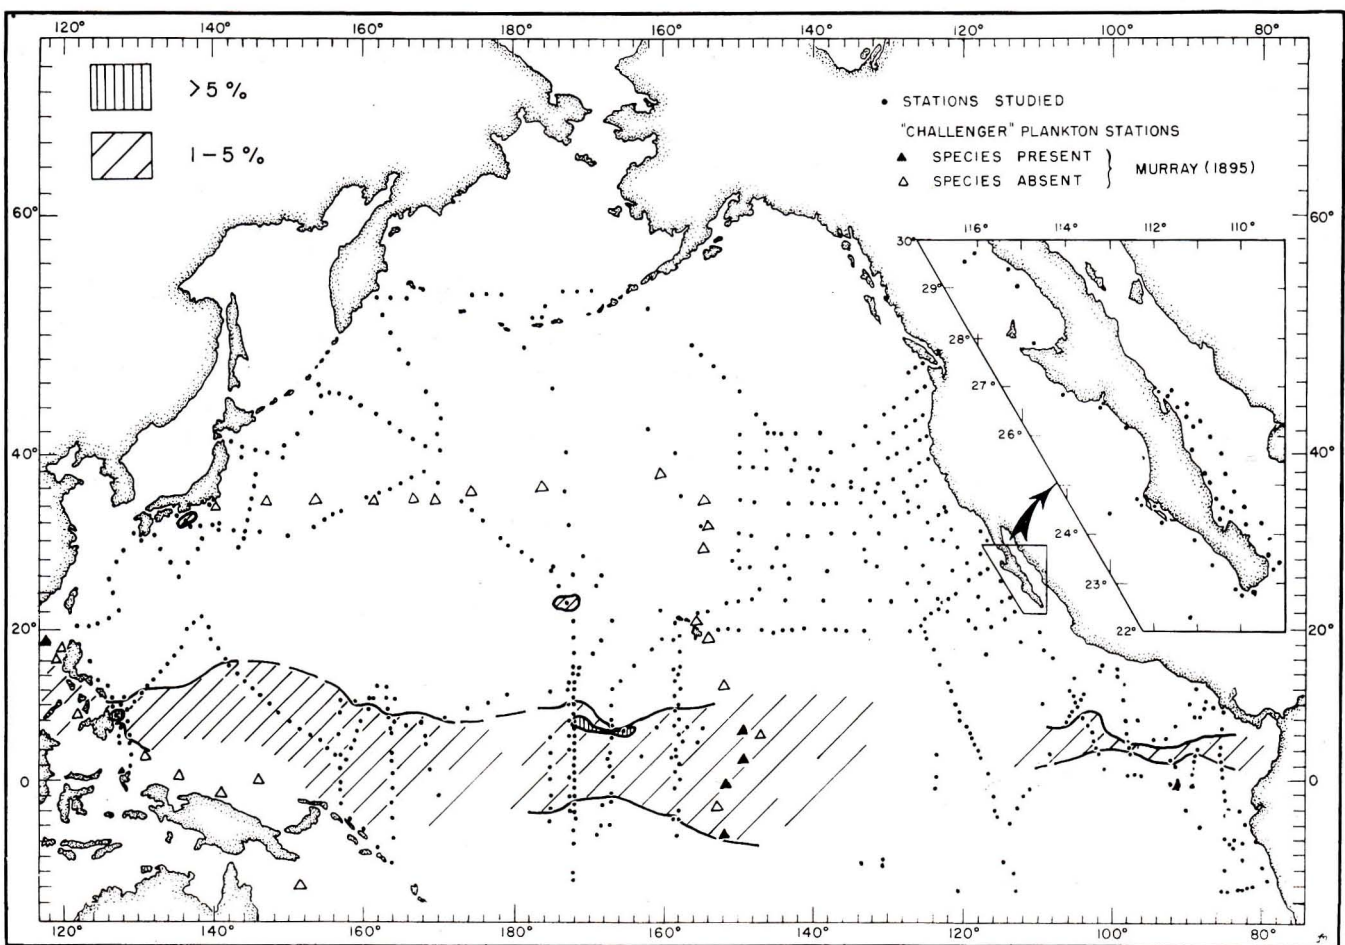 120° 140° 160° 180° 160° 140° 120° 100° 80°
>5%
1-5%
• STATIONS STUDIED
"CHALLENGER" PLANKTON STATIONS
▲ SPECIES PRESENT
△ SPECIES ABSENT
} MURRAY (1895)
60° 60°
116° 114° 112° 110°
30°
29°
28°
27°
26°
24°
23°
22°
40° 40°
20° 20°
0 0
120° 140° 160° 180° 160° 140° 120° 100° 80°